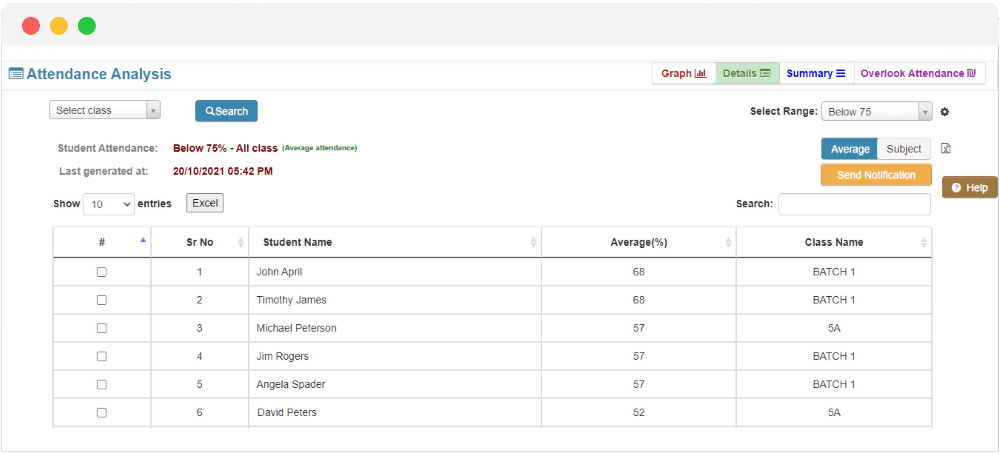 Attendance Analysis
Graph Details Summary Overlook Attendance
Select class Search Select Range: Below 75
Student Attendance: Below 75% - All class (Average attendance) Average Subject
Last generated at: 20/10/2021 05:42 PM Send Notification
Help
Show 10 entries Excel Search:
# Sr No Student Name Average(%) Class Name
1 John April 68 BATCH 1
2 Timothy James 68 BATCH 1
3 Michael Peterson 57 5A
4 Jim Rogers 57 BATCH 1
5 Angela Spader 57 BATCH 1
6 David Peters 52 5A